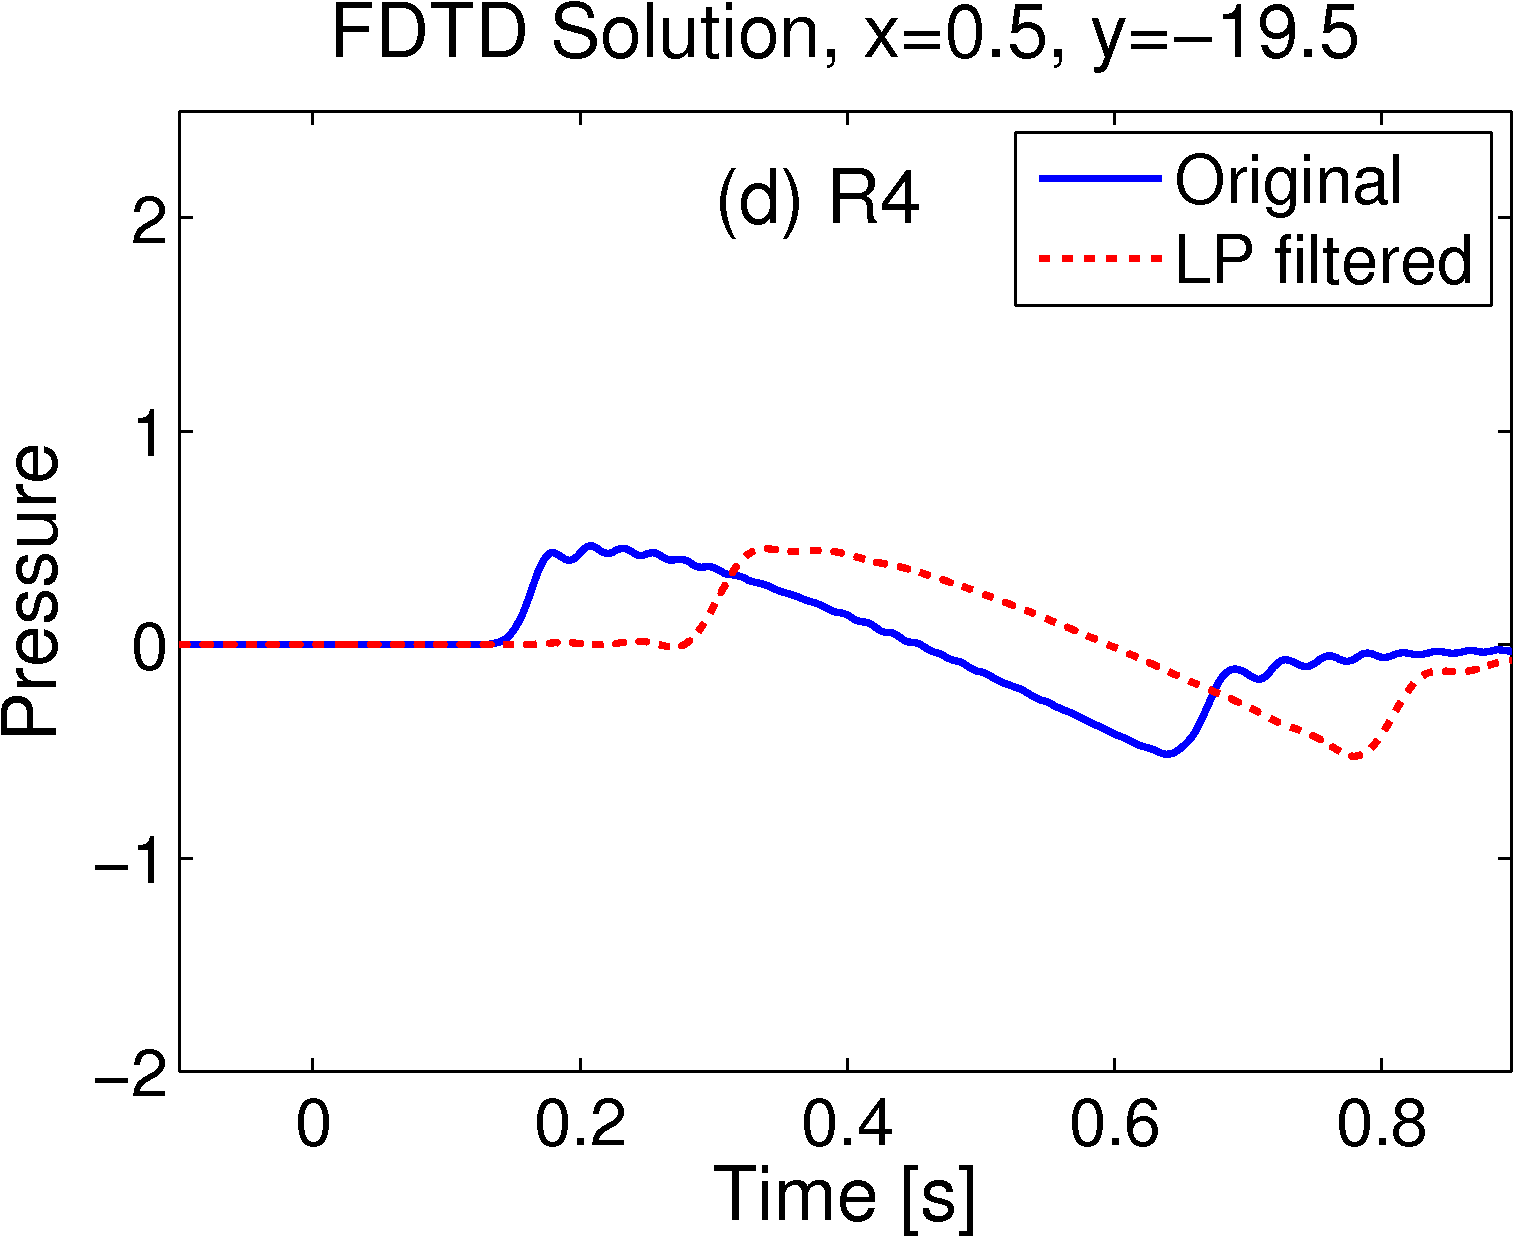 FDTD Solution, x=0.5, y=−19.5
(d) R4
Original
LP filtered
Pressure
2
1
0
−1
−2
0 0.2 0.4 0.6 0.8
Time [s]